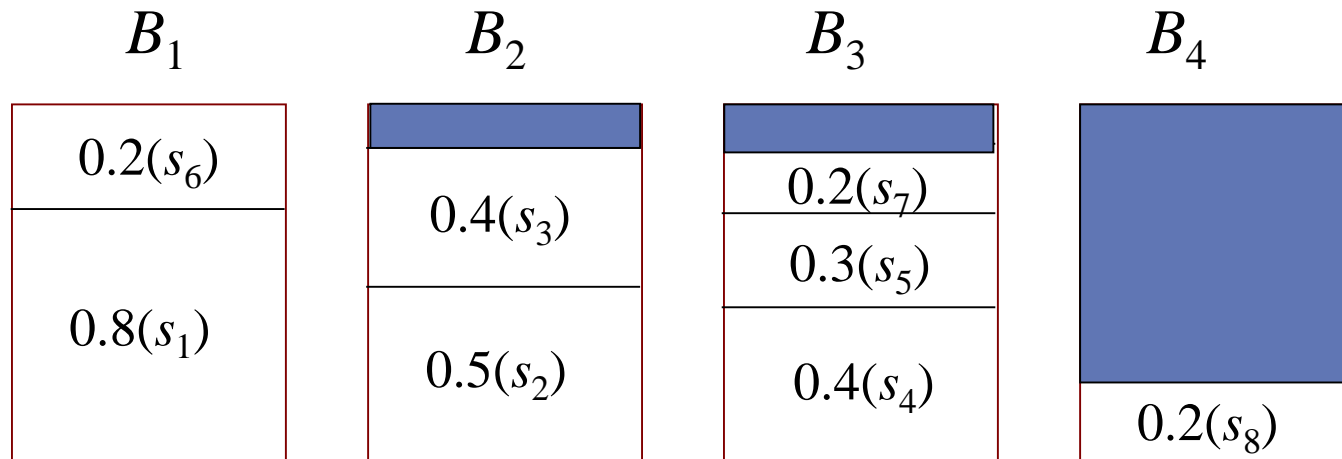 B₁
0.2(s₆)
0.8(s₁)
B₂
0.4(s₃)
0.5(s₂)
B₃
0.2(s₇)
0.3(s₅)
0.4(s₄)
B₄
0.2(s₈)